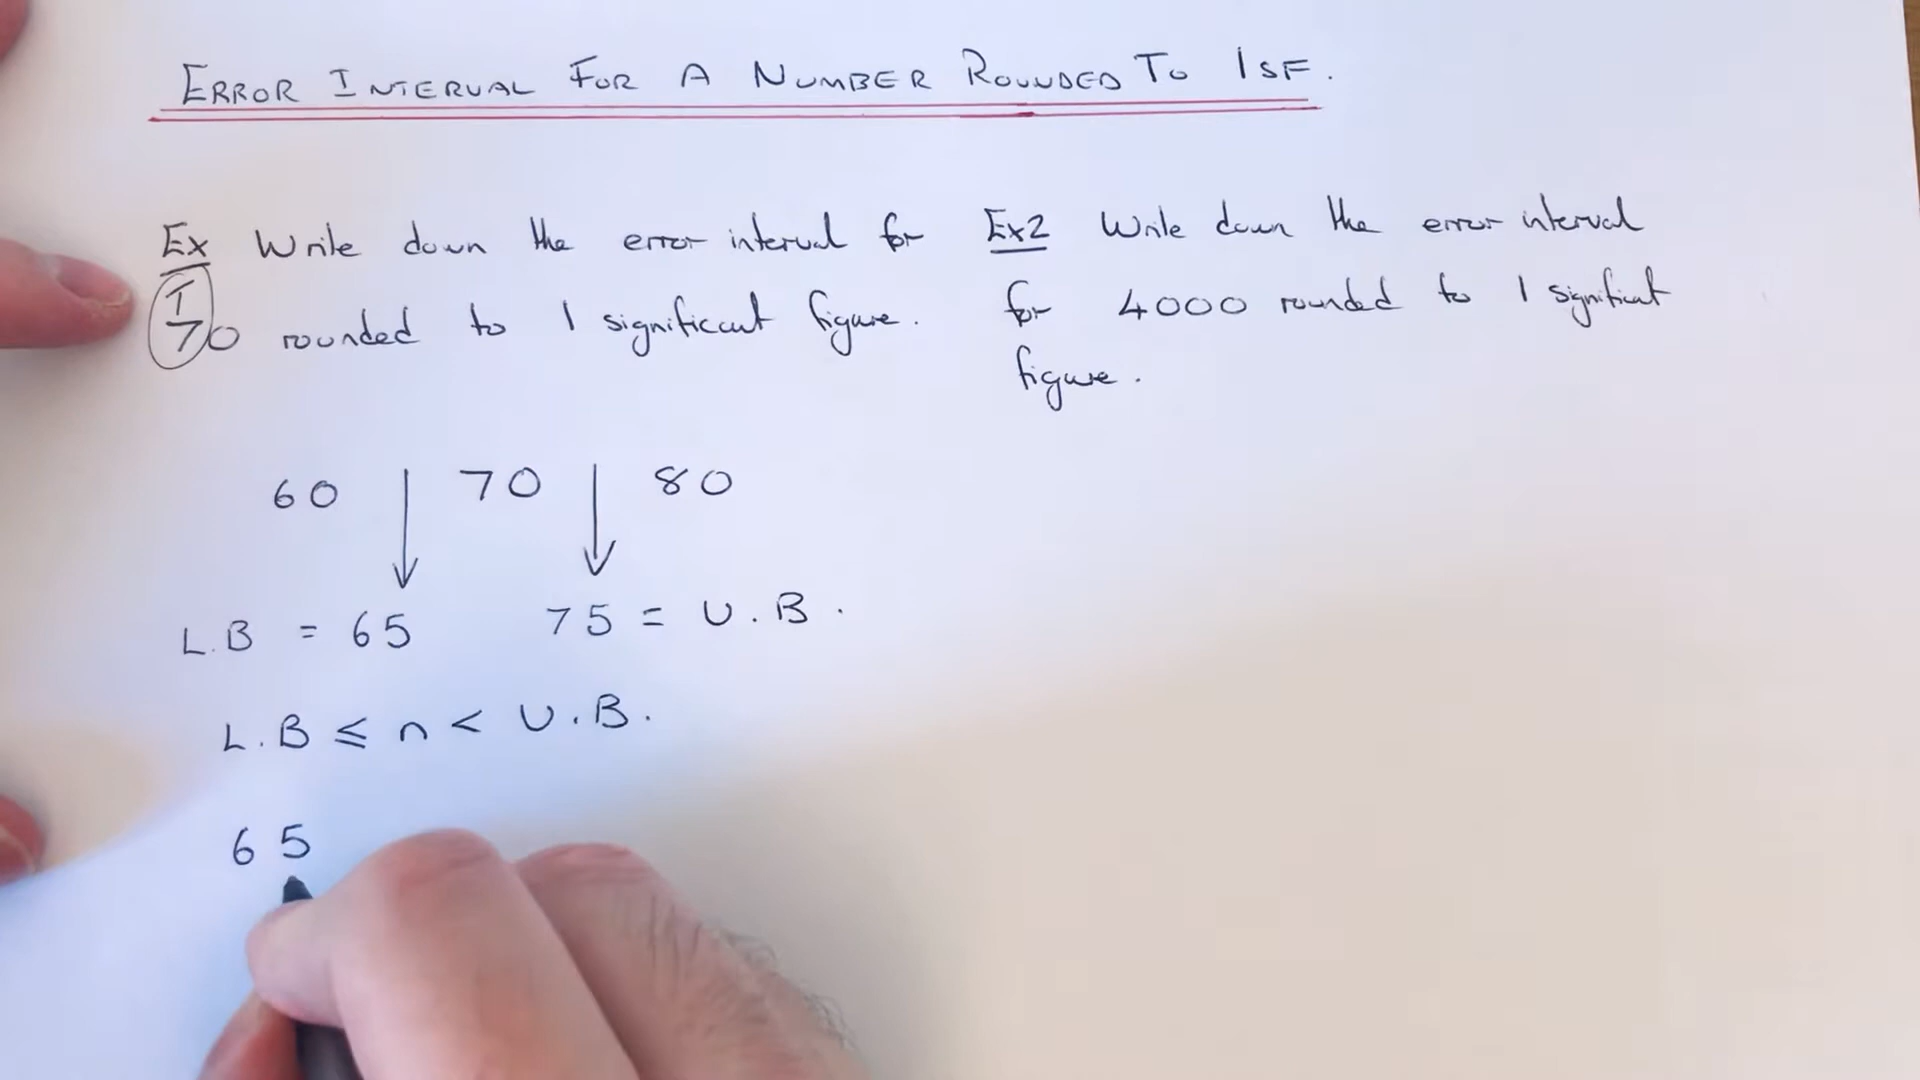 ERROR INTERVAL FOR A NUMBER ROUNDED TO 1SF.
Ex Write down the error interval for
T
70 rounded to 1 significant figure.
Ex2 Write down the error interval
for 4000 rounded to 1 significant
figure.
60 70 80
L.B = 65 75 = U.B.
L.B ≤ n < U.B.
65